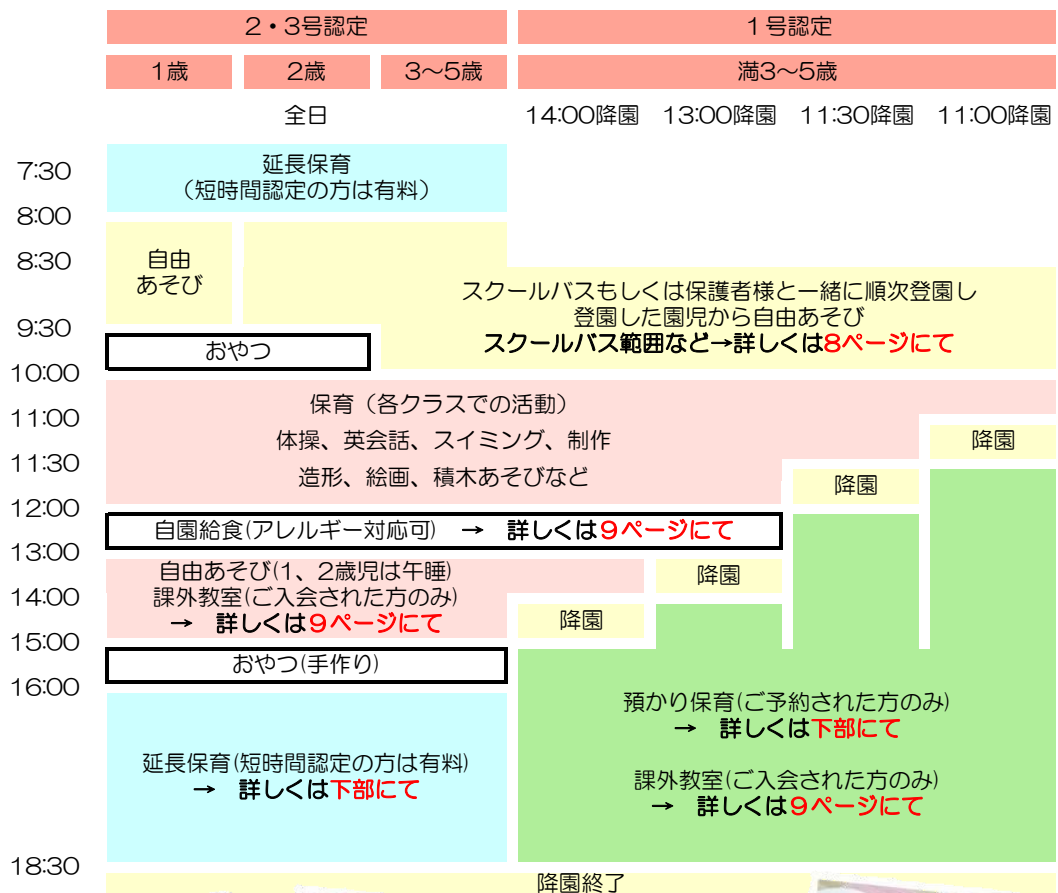 2・3号認定
1号認定
1歳
2歳
3～5歳
満3～5歳
全日
14:00降園
13:00降園
11:30降園
11:00降園
7:30
延長保育
（短時間認定の方は有料）
8:00
8:30
自由
あそび
スクールバスもしくは保護者様と一緒に順次登園し
登園した園児から自由あそび
スクールバス範囲など→詳しくは8ページにて
9:30
おやつ
10:00
保育（各クラスでの活動）
11:00
体操、英会話、スイミング、制作
降園
11:30
造形、絵画、積木あそびなど
降園
12:00
自園給食(アレルギー対応可) → 詳しくは９ページにて
13:00
自由あそび(1、2歳児は午睡)
降園
14:00
課外教室(ご入会された方のみ)
→ 詳しくは９ページにて
降園
15:00
おやつ(手作り)
16:00
預かり保育(ご予約された方のみ)
→ 詳しくは下部にて
延長保育(短時間認定の方は有料)
→ 詳しくは下部にて
課外教室(ご入会された方のみ)
→ 詳しくは９ページにて
18:30
降園終了